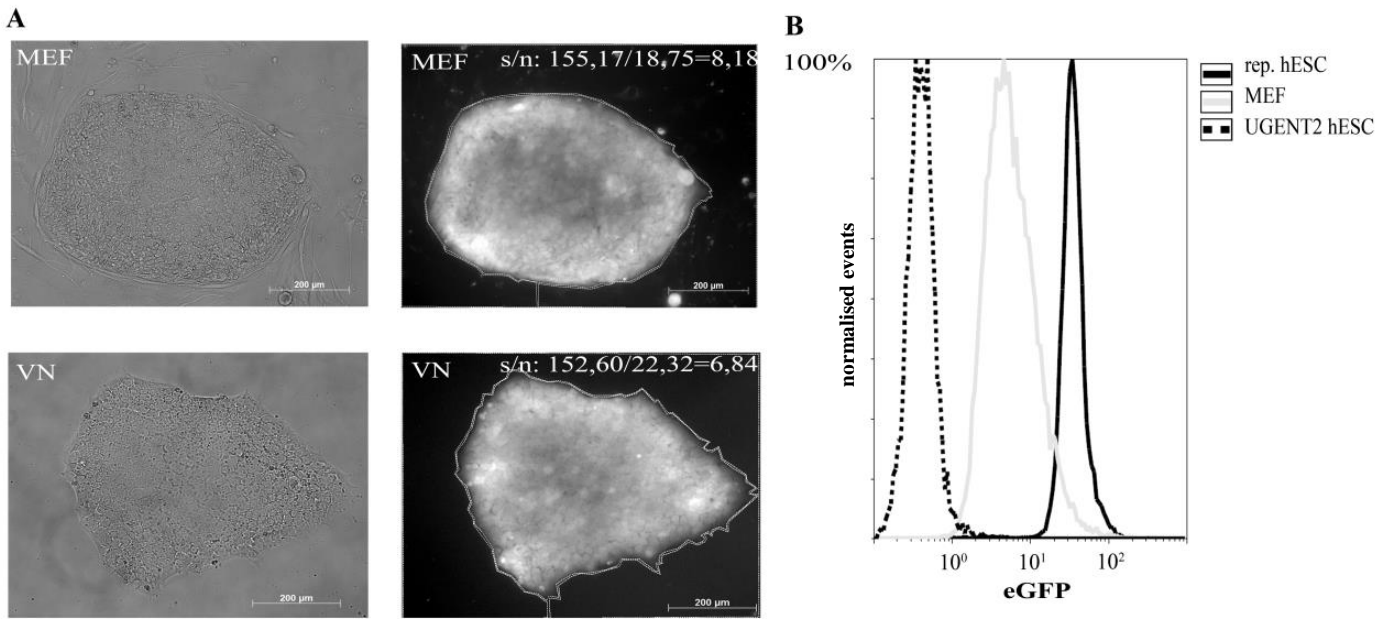 A
MEF
200 µm
MEF s/n: 155,17/18,75=8,18
200 µm
VN
200 µm
VN s/n: 152,60/22,32=6,84
200 µm
B
100%
normalised events
10⁰ 10¹ 10²
eGFP
rep. hESC
MEF
UGENT2 hESC